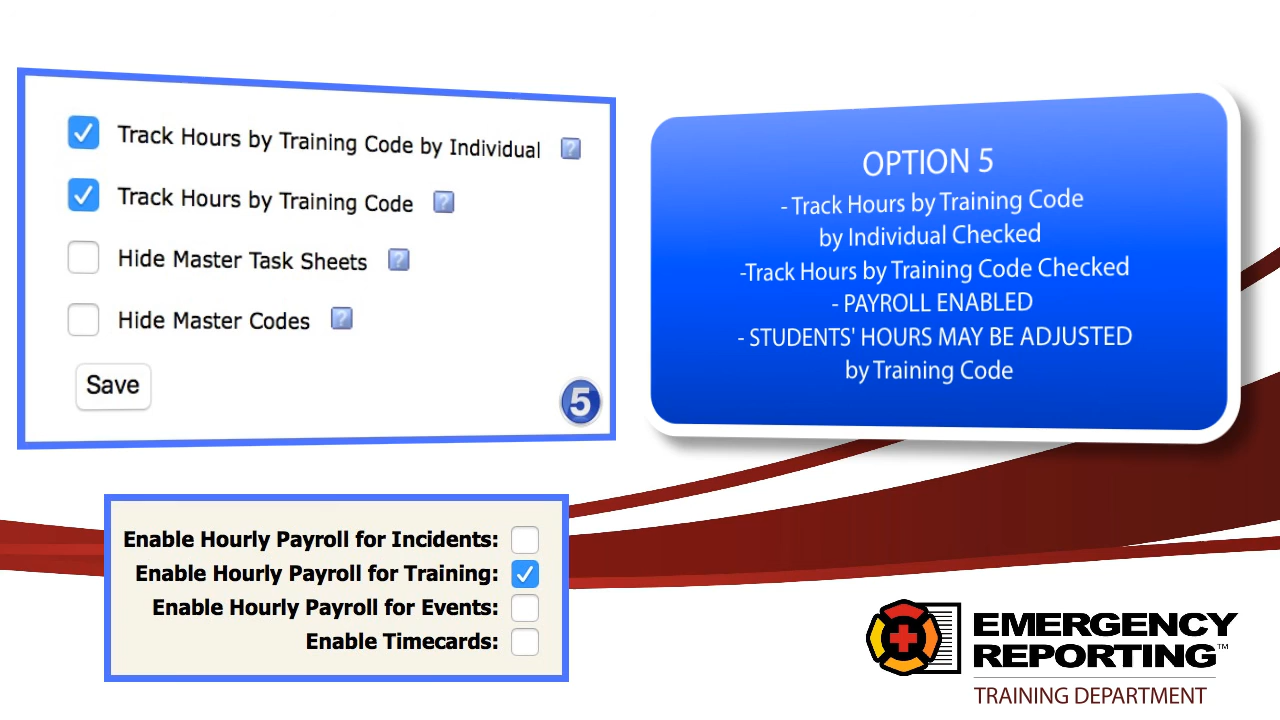 Track Hours by Training Code by Individual ?
Track Hours by Training Code ?
Hide Master Task Sheets ?
Hide Master Codes ?
Save
5
OPTION 5
- Track Hours by Training Code
by Individual Checked
-Track Hours by Training Code Checked
- PAYROLL ENABLED
- STUDENTS' HOURS MAY BE ADJUSTED
by Training Code
Enable Hourly Payroll for Incidents:
Enable Hourly Payroll for Training:
Enable Hourly Payroll for Events:
Enable Timecards:
EMERGENCY
REPORTING™
TRAINING DEPARTMENT